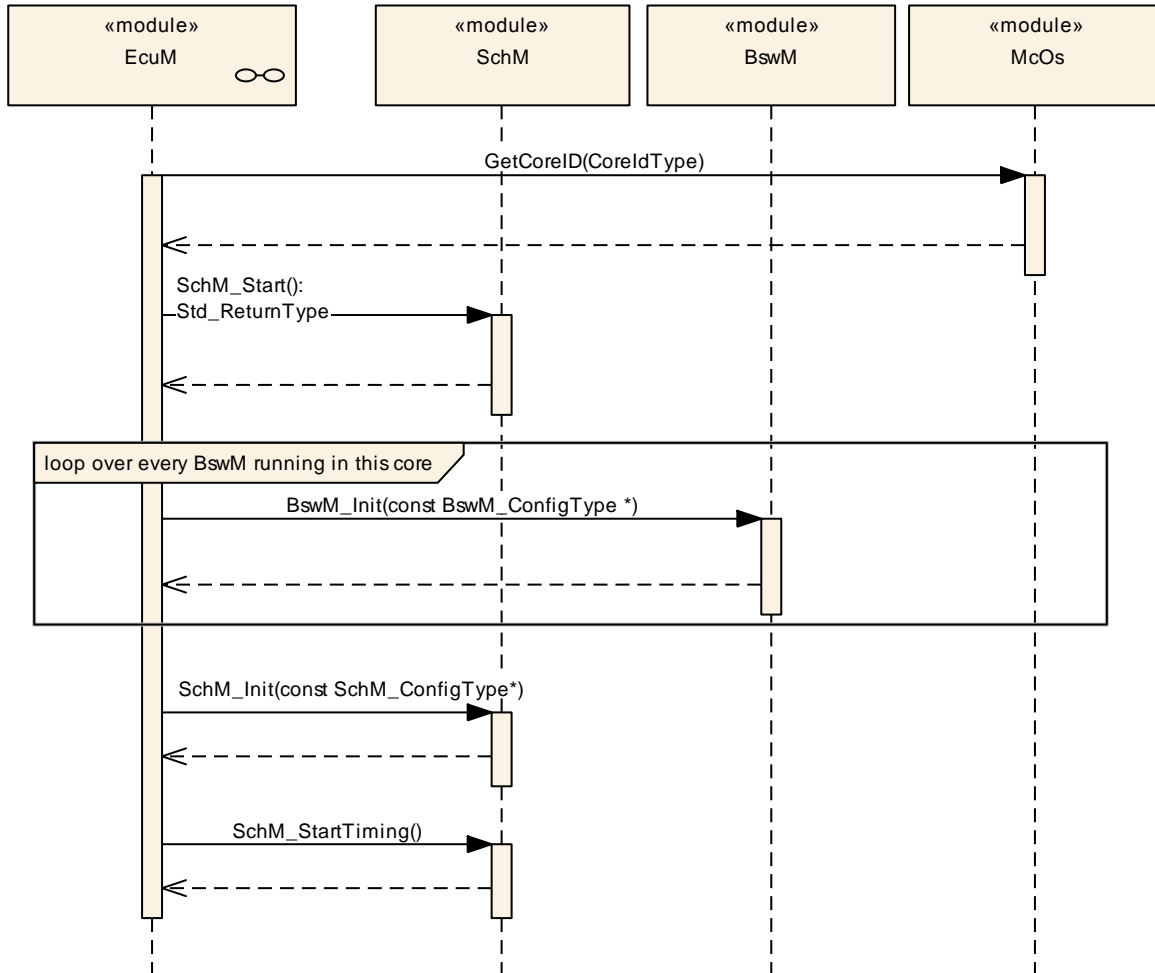 «module»
EcuM
«module»
SchM
«module»
BswM
«module»
McOs
GetCoreID(CoreIdType)
SchM_Start():
Std_ReturnType
loop over every BswM running in this core
BswM_Init(const BswM_ConfigType *)
SchM_Init(const SchM_ConfigType*)
SchM_StartTiming()